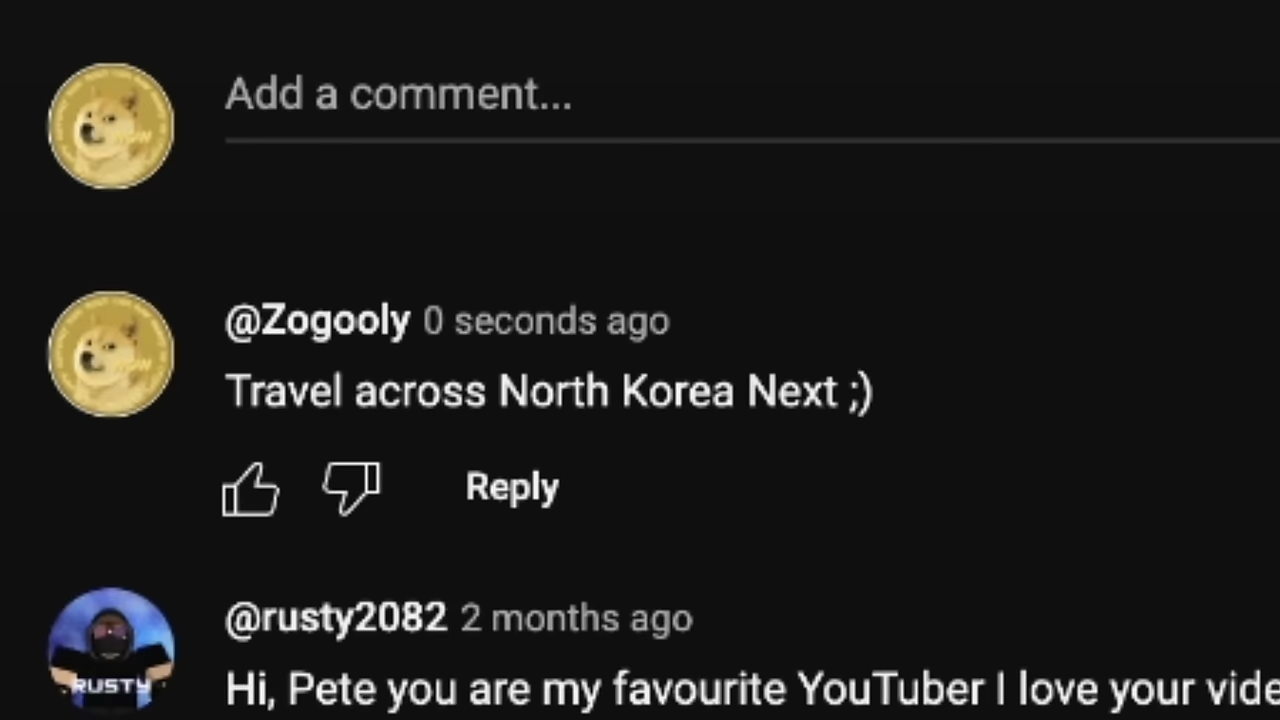 Add a comment...
@Zogooly 0 seconds ago
Travel across North Korea Next ;)
Reply
@rusty2082 2 months ago
RUSTY
Hi, Pete you are my favourite YouTuber I love your vide